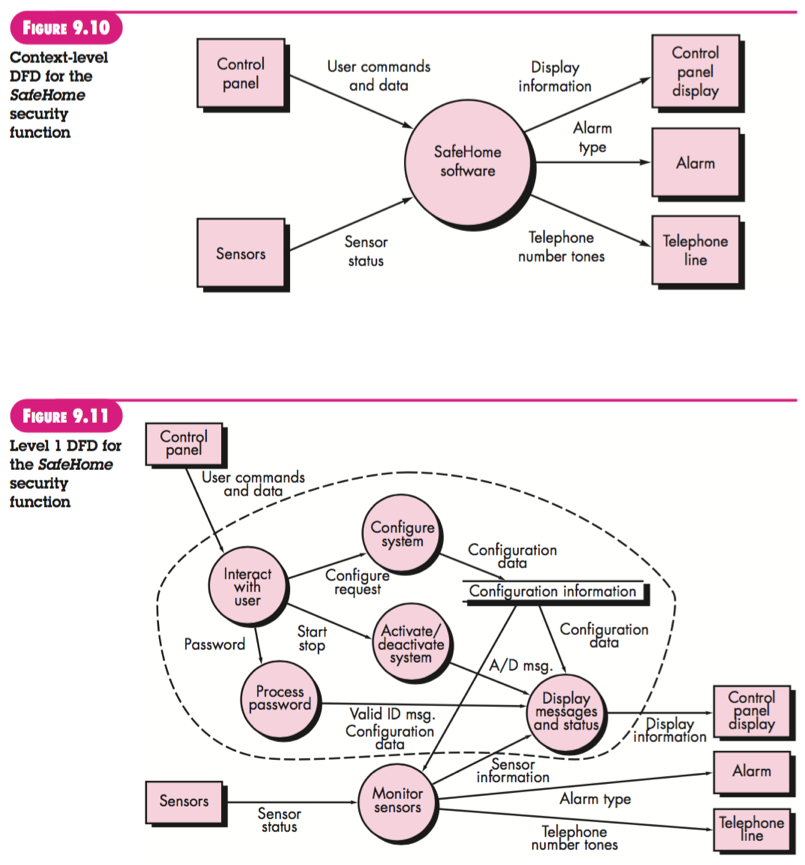 FIGURE 9.10
Context-level
DFD for the
SafeHome
security
function
Control
panel
User commands
and data
Display
information
Control
panel
display
SafeHome
software
Alarm
type
Alarm
Sensors
Sensor
status
Telephone
number tones
Telephone
line
FIGURE 9.11
Level 1 DFD for
the SafeHome
security
function
Control
panel
User commands
and data
Configure
system
Configuration
data
Interact
with
user
Configure
request
Configuration information
Password
Start
stop
Activate/
deactivate
system
Configuration
data
A/D msg.
Process
password
Valid ID msg.
Configuration
data
Display
messages
and status
Display
information
Control
panel
display
Sensors
Sensor
status
Monitor
sensors
Sensor
information
Alarm type
Alarm
Telephone
number tones
Telephone
line